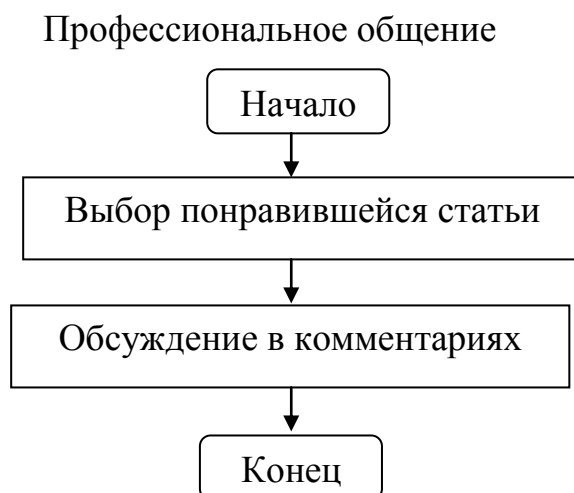 Профессиональное общение
Начало
Выбор понравившейся статьи
Обсуждение в комментариях
Конец